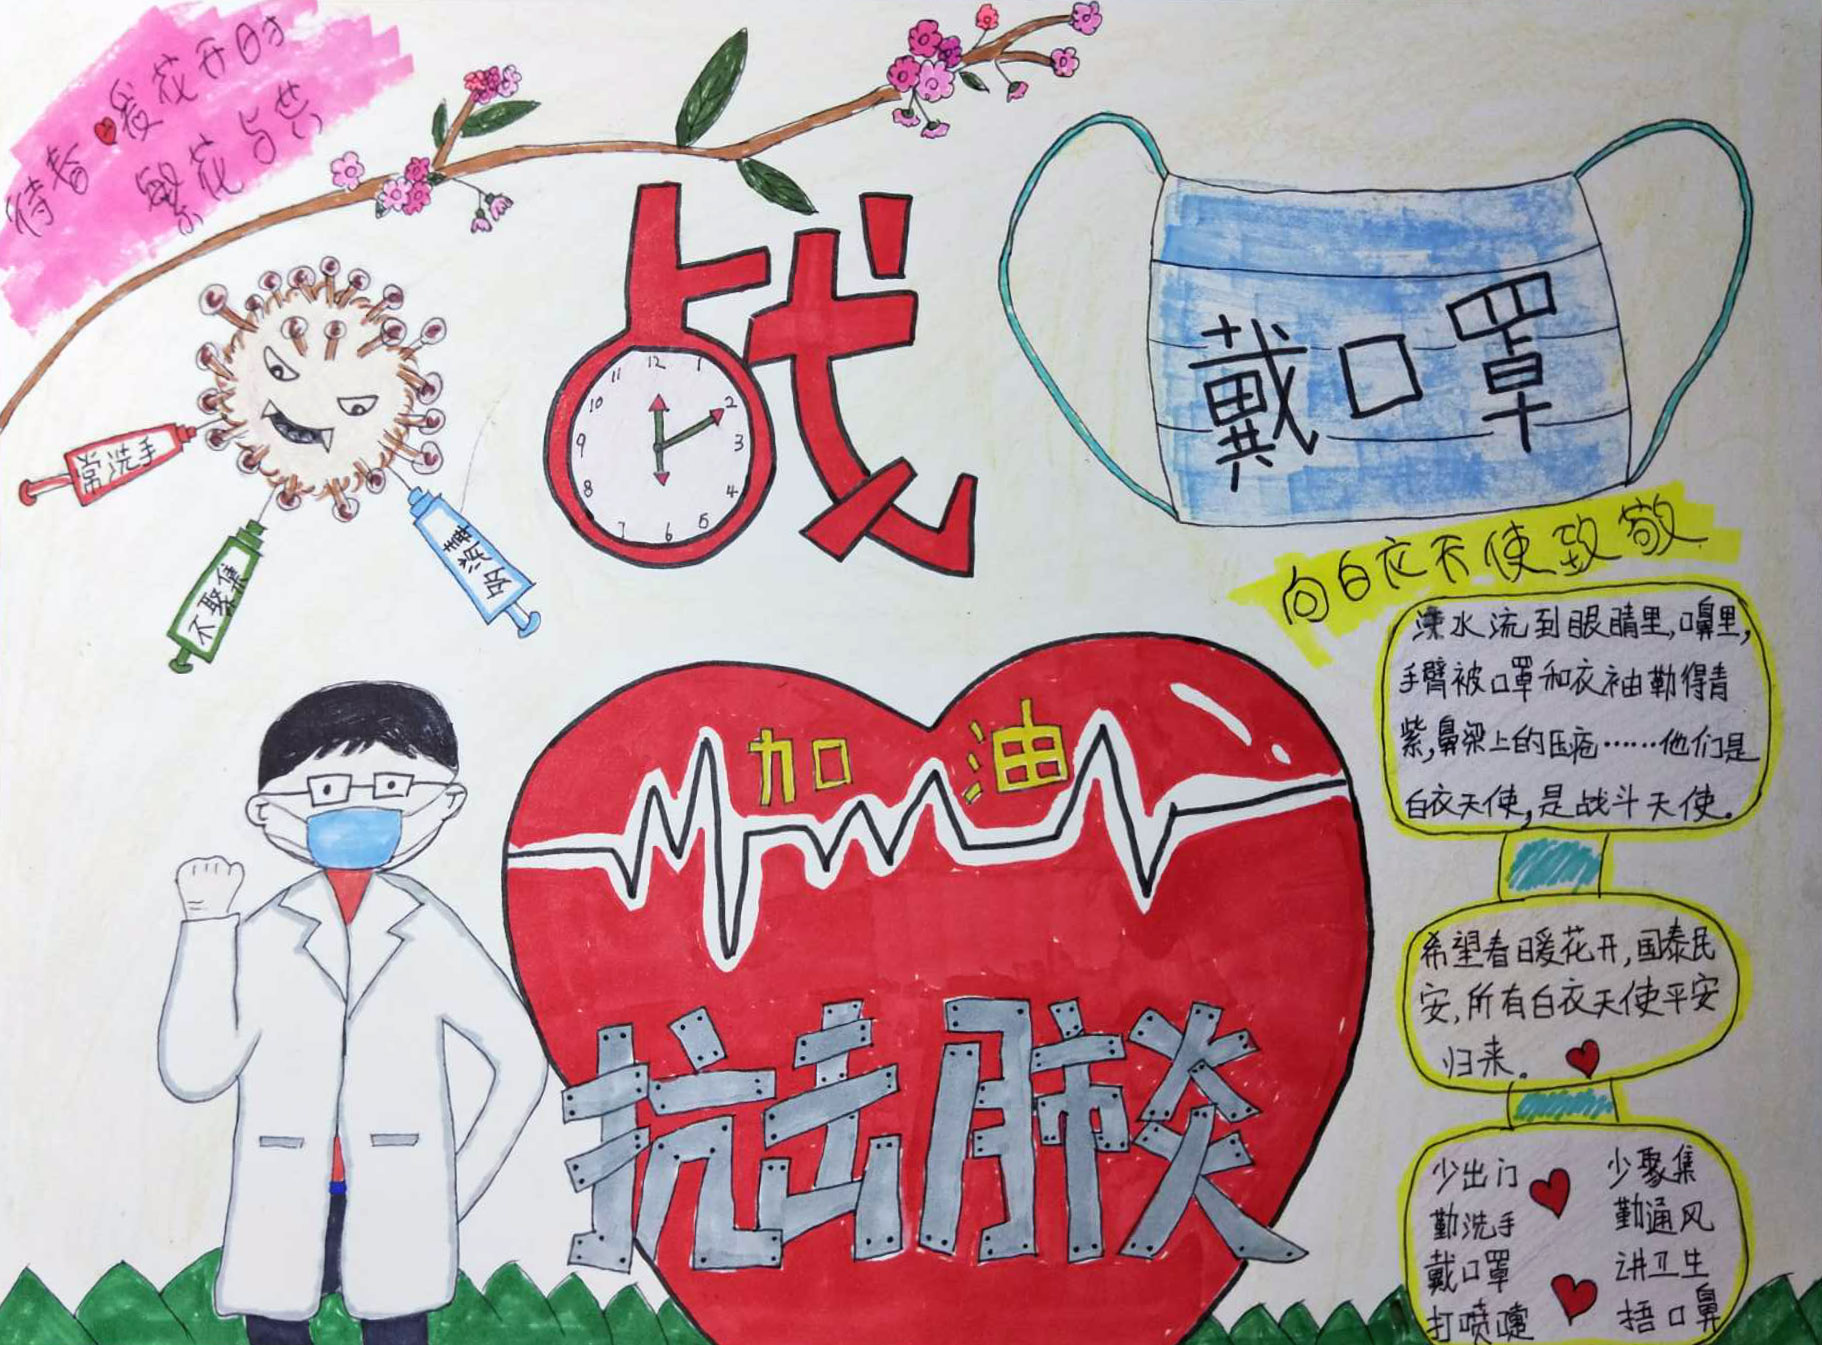 待春暖花开时
繁花与共
战
12
1
2
3
4
5
6
7
8
9
10
11
戴口罩
常洗手
不聚集
要消毒
向白衣天使致敬
加油
抗击肺炎
水流到眼睛里,鼻里,
手臂被口罩和衣袖勒得青
紫,鼻梁上的压疮……他们是
白衣天使,是战斗天使。
希望春日暖花开,国泰民
安,所有白衣天使平安
归来。
少出门 少聚集
勤洗手 勤通风
戴口罩 讲卫生
打喷嚏 捂口鼻